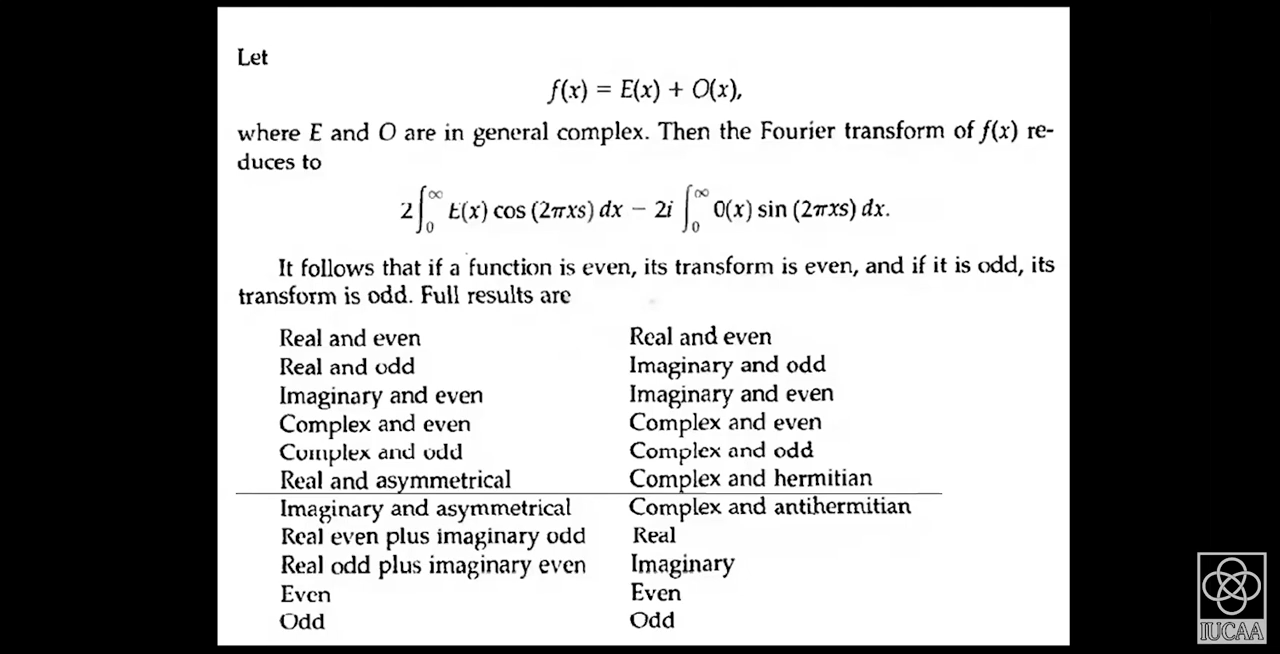 Let
f(x) = E(x) + O(x),
where E and O are in general complex. Then the Fourier transform of f(x) re-
duces to
2∫₀^∞ E(x) cos (2πxs) dx − 2i ∫₀^∞ O(x) sin (2πxs) dx.
It follows that if a function is even, its transform is even, and if it is odd, its
transform is odd. Full results are
Real and even Real and even
Real and odd Imaginary and odd
Imaginary and even Imaginary and even
Complex and even Complex and even
Complex and odd Complex and odd
Real and asymmetrical Complex and hermitian
Imaginary and asymmetrical Complex and antihermitian
Real even plus imaginary odd Real
Real odd plus imaginary even Imaginary
Even Even
Odd Odd
IUCAA